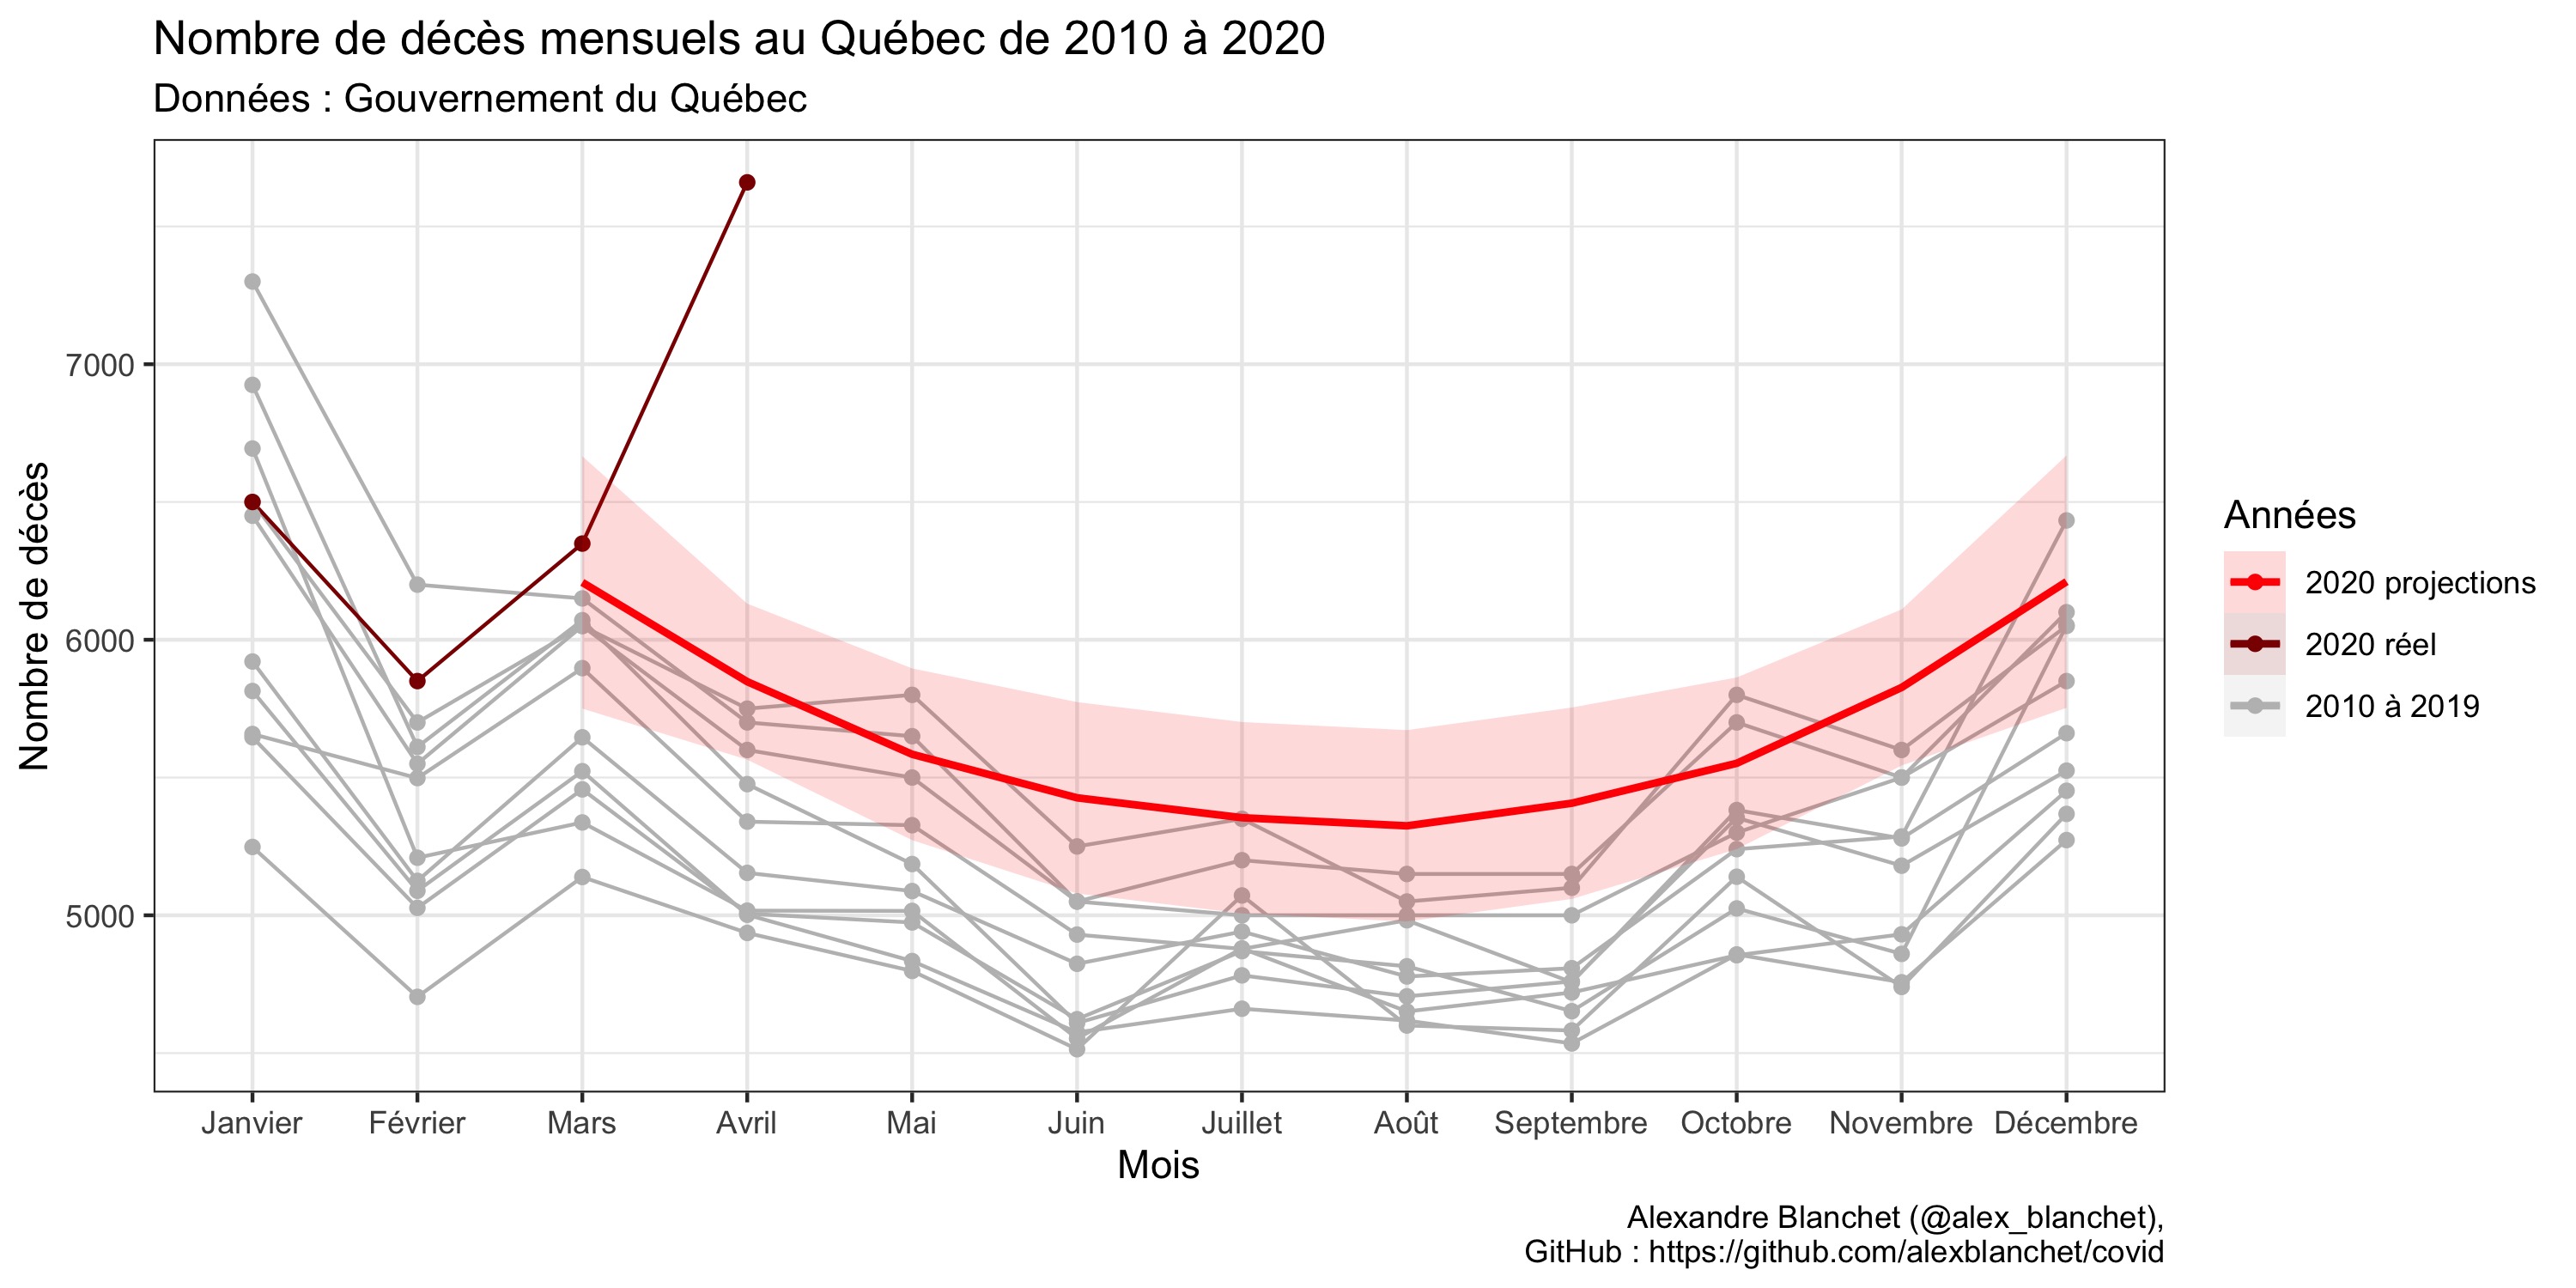 Nombre de décès mensuels au Québec de 2010 à 2020
Données : Gouvernement du Québec
Nombre de décès
7000
6000
5000
Janvier Février Mars Avril Mai Juin Juillet Août Septembre Octobre Novembre Décembre
Mois
Années
2020 projections
2020 réel
2010 à 2019
Alexandre Blanchet (@alex_blanchet),
GitHub : https://github.com/alexblanchet/covid